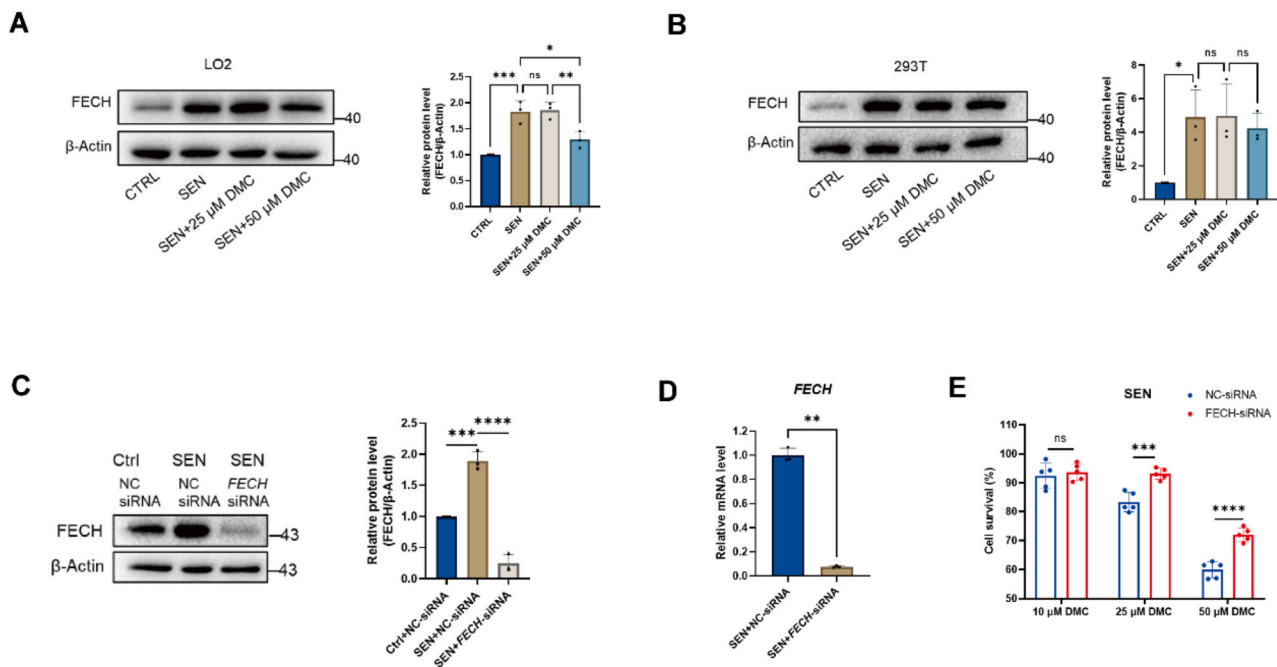 A
LO2
FECH
40
β-Actin
40
CTRL
SEN
SEN+25 μM DMC
SEN+50 μM DMC
Relative protein level
(FECH/β-Actin)
2.5
2.0
1.5
1.0
0.5
0.0
*
***
ns
**
CTRL
SEN
SEN+25 μM DMC
SEN+50 μM DMC
B
293T
FECH
40
β-Actin
40
CTRL
SEN
SEN+25 μM DMC
SEN+50 μM DMC
Relative protein level
(FECH/β-Actin)
8
6
4
2
0
*
ns
ns
CTRL
SEN
SEN+25 μM DMC
SEN+50 μM DMC
C
Ctrl SEN SEN
NC NC FECH
siRNA siRNA siRNA
FECH
43
β-Actin
43
Relative protein level
(FECH/β-Actin)
2.5
2.0
1.5
1.0
0.5
0.0
***
****
Ctrl+NC-siRNA
SEN+NC-siRNA
SEN+FECH-siRNA
D
FECH
Relative mRNA level
1.2
1.0
0.8
0.6
0.4
0.2
0.0
**
SEN+NC-siRNA
SEN+FECH-siRNA
E
SEN
NC-siRNA
FECH-siRNA
Cell survival (%)
110
100
90
80
70
60
50
ns
***
****
10 μM DMC
25 μM DMC
50 μM DMC